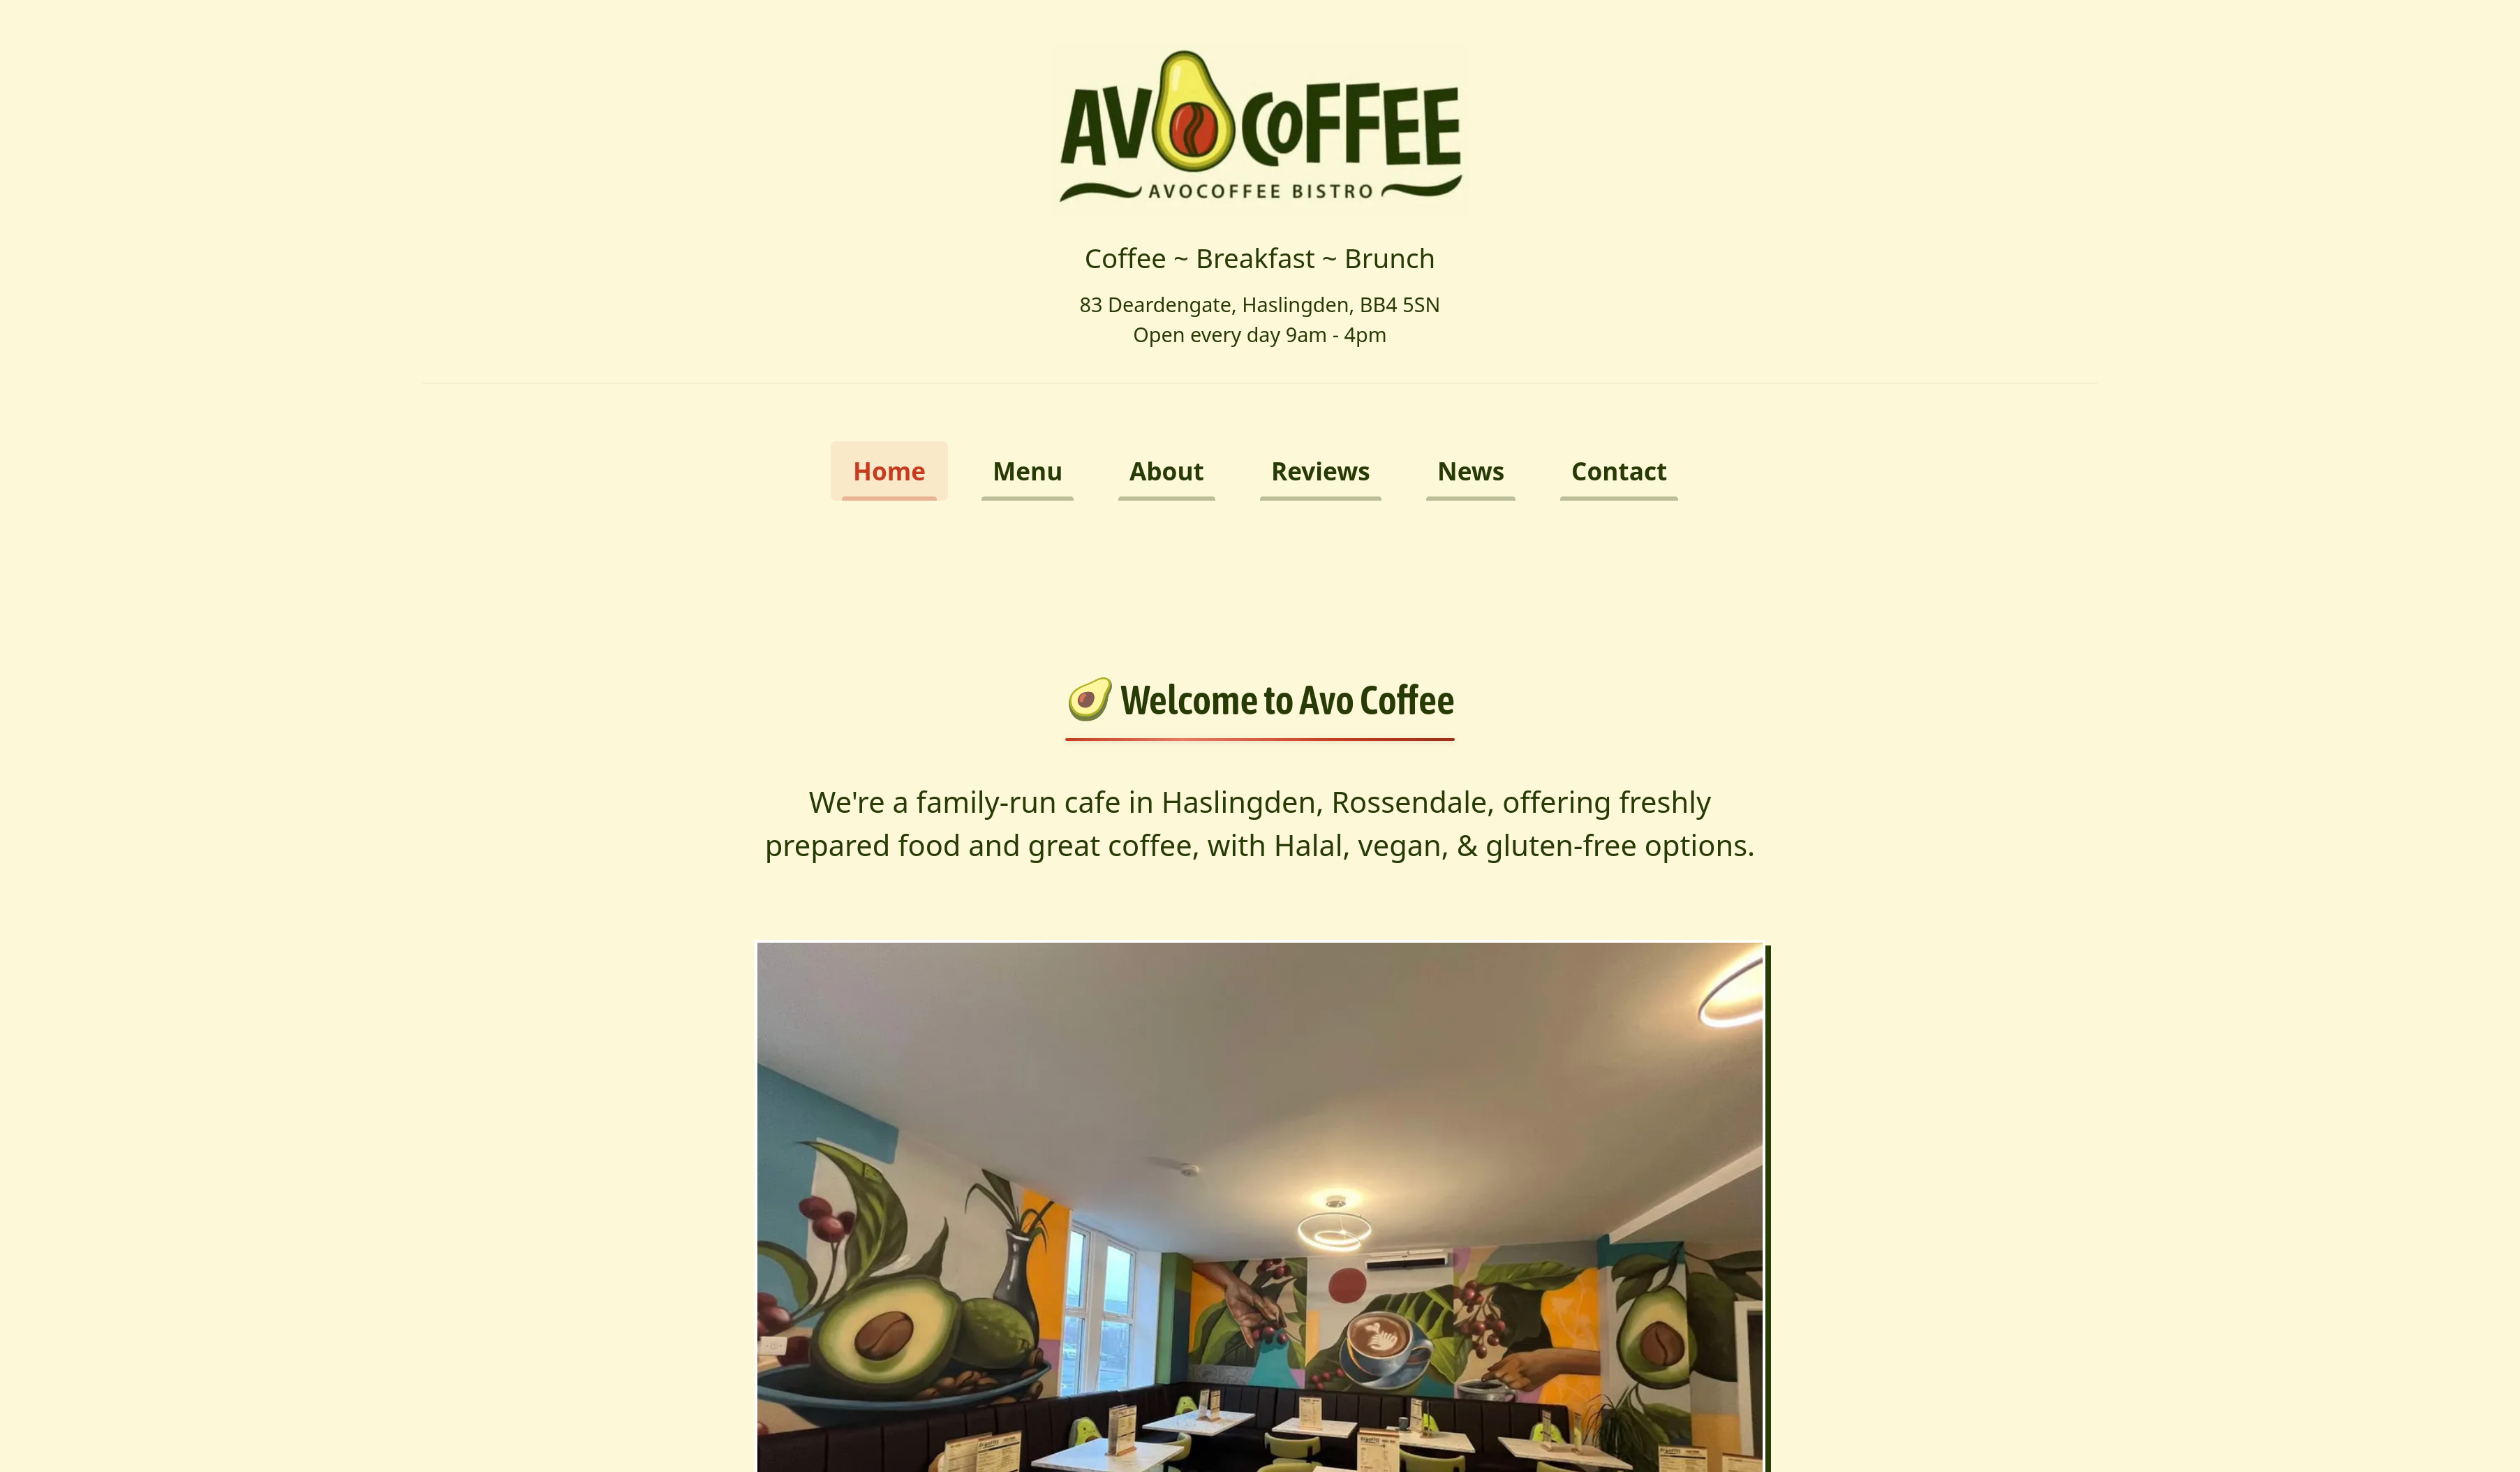 AVOCOFFEE
AVOCOFFEE BISTRO
Coffee ~ Breakfast ~ Brunch
83 Deardengate, Haslingden, BB4 5SN
Open every day 9am - 4pm
Home Menu About Reviews News Contact
Welcome to Avo Coffee
We're a family-run cafe in Haslingden, Rossendale, offering freshly
prepared food and great coffee, with Halal, vegan, & gluten-free options.